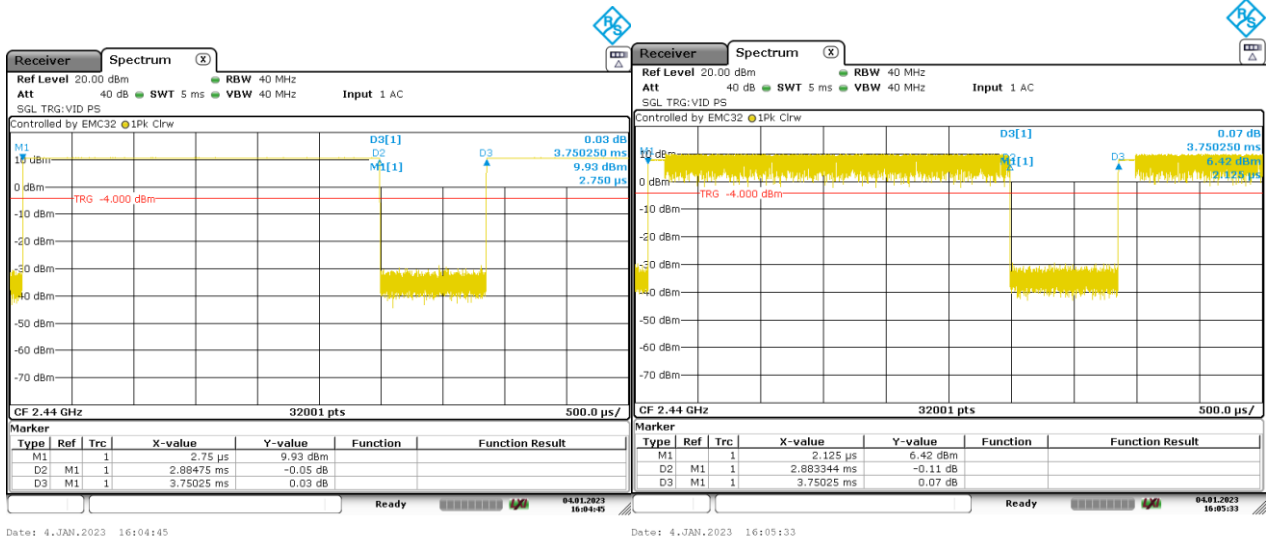 R&S
Receiver Spectrum X
Ref Level 20.00 dBm RBW 40 MHz
Att 40 dB SWT 5 ms VBW 40 MHz Input 1 AC
SGL TRG:VID PS
Controlled by EMC32 1Pk Clrw
D3[1] 0.03 dB
3.750250 ms
M1[1] 9.93 dBm
2.750 µs
M1
D2
D3
10 dBm
0 dBm
TRG -4.000 dBm
-10 dBm
-20 dBm
-30 dBm
-40 dBm
-50 dBm
-60 dBm
-70 dBm
CF 2.44 GHz 32001 pts 500.0 µs/
Marker
Type Ref Trc X-value Y-value Function Function Result
M1 1 2.75 µs 9.93 dBm
D2 M1 1 2.88475 ms -0.05 dB
D3 M1 1 3.75025 ms 0.03 dB
Ready 04.01.2023
16:04:45
Date: 4.JAN.2023 16:04:45
R&S
Receiver Spectrum X
Ref Level 20.00 dBm RBW 40 MHz
Att 40 dB SWT 5 ms VBW 40 MHz Input 1 AC
SGL TRG:VID PS
Controlled by EMC32 1Pk Clrw
D3[1] 0.07 dB
3.750250 ms
M1[1] 6.42 dBm
2.125 µs
M1
D2
D3
10 dBm
0 dBm
TRG -4.000 dBm
-10 dBm
-20 dBm
-30 dBm
-40 dBm
-50 dBm
-60 dBm
-70 dBm
CF 2.44 GHz 32001 pts 500.0 µs/
Marker
Type Ref Trc X-value Y-value Function Function Result
M1 1 2.125 µs 6.42 dBm
D2 M1 1 2.883344 ms -0.11 dB
D3 M1 1 3.75025 ms 0.07 dB
Ready 04.01.2023
16:05:33
Date: 4.JAN.2023 16:05:33